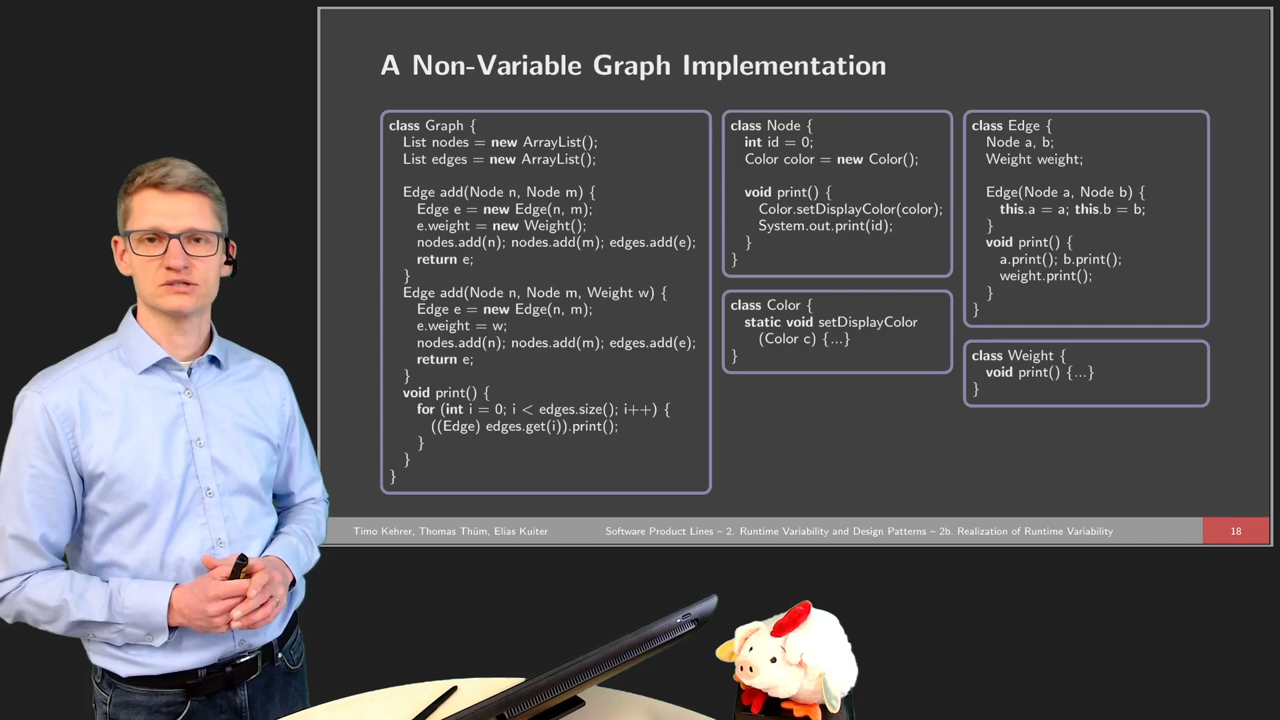 A Non-Variable Graph Implementation
class Graph {
List nodes = new ArrayList();
List edges = new ArrayList();
Edge add(Node n, Node m) {
Edge e = new Edge(n, m);
e.weight = new Weight();
nodes.add(n); nodes.add(m); edges.add(e);
return e;
}
Edge add(Node n, Node m, Weight w) {
Edge e = new Edge(n, m);
e.weight = w;
nodes.add(n); nodes.add(m); edges.add(e);
return e;
}
void print() {
for (int i = 0; i < edges.size(); i++) {
((Edge) edges.get(i)).print();
}
}
}
class Node {
int id = 0;
Color color = new Color();
void print() {
Color.setDisplayColor(color);
System.out.print(id);
}
}
class Color {
static void setDisplayColor
(Color c) {...}
}
class Edge {
Node a, b;
Weight weight;
Edge(Node a, Node b) {
this.a = a; this.b = b;
}
void print() {
a.print(); b.print();
weight.print();
}
}
class Weight {
void print() {...}
}
Timo Kehrer, Thomas Thüm, Elias Kuiter
Software Product Lines – 2. Runtime Variability and Design Patterns – 2b. Realization of Runtime Variability
18